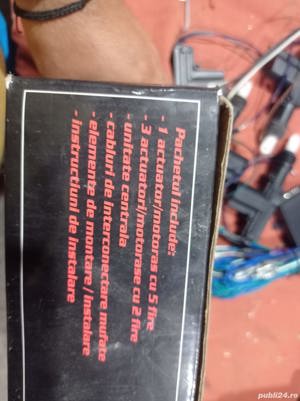 Pachetul include:
- 1 actuator/motoras cu 5 fire
- 3 actuatori/motorase cu 2 fire
- unitate centrala
- cabluri de interconectare mufate
- elemente de montare / instalare
- instructiuni de instalare
publi24.ro